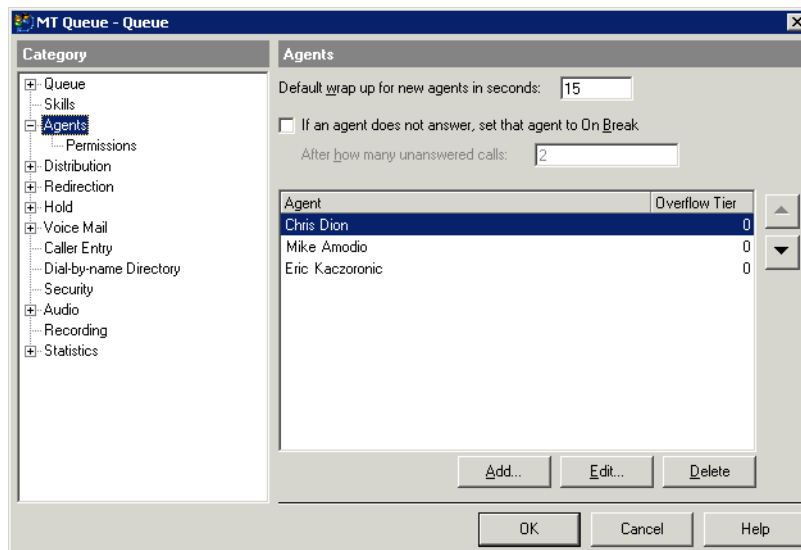 MT Queue - Queue
Category
Queue
Skills
Agents
Permissions
Distribution
Redirection
Hold
Voice Mail
Caller Entry
Dial-by-name Directory
Security
Audio
Recording
Statistics
Agents
Default wrap up for new agents in seconds: 15
If an agent does not answer, set that agent to On Break
After how many unanswered calls: 2
Agent Overflow Tier
Chris Dion 0
Mike Amodio 0
Eric Kaczoronic 0
Add... Edit... Delete
OK Cancel Help